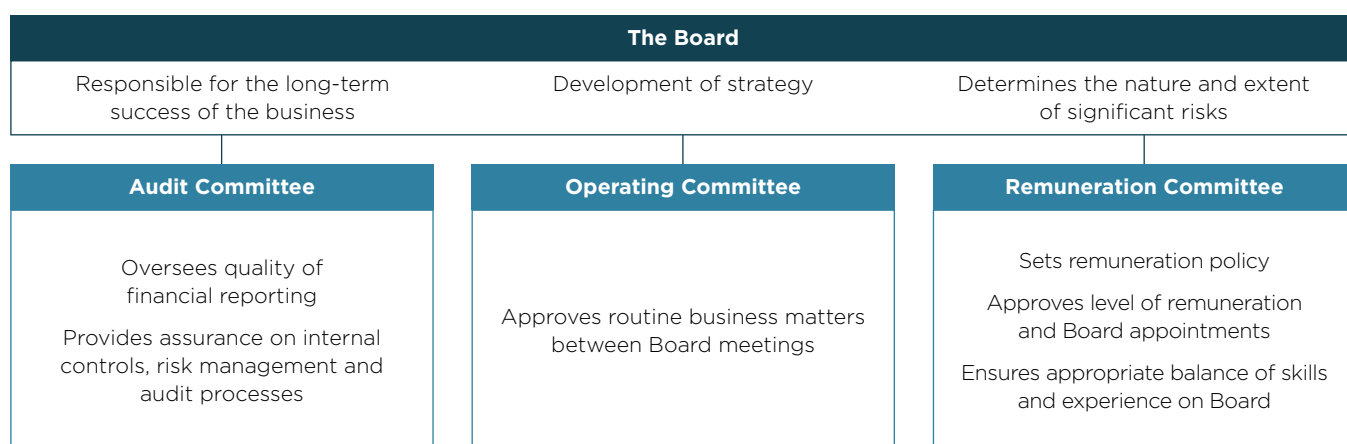 The Board
Responsible for the long-term
success of the business
Development of strategy
Determines the nature and extent
of significant risks
Audit Committee
Oversees quality of
financial reporting
Provides assurance on internal
controls, risk management and
audit processes
Operating Committee
Approves routine business matters
between Board meetings
Remuneration Committee
Sets remuneration policy
Approves level of remuneration
and Board appointments
Ensures appropriate balance of skills
and experience on Board